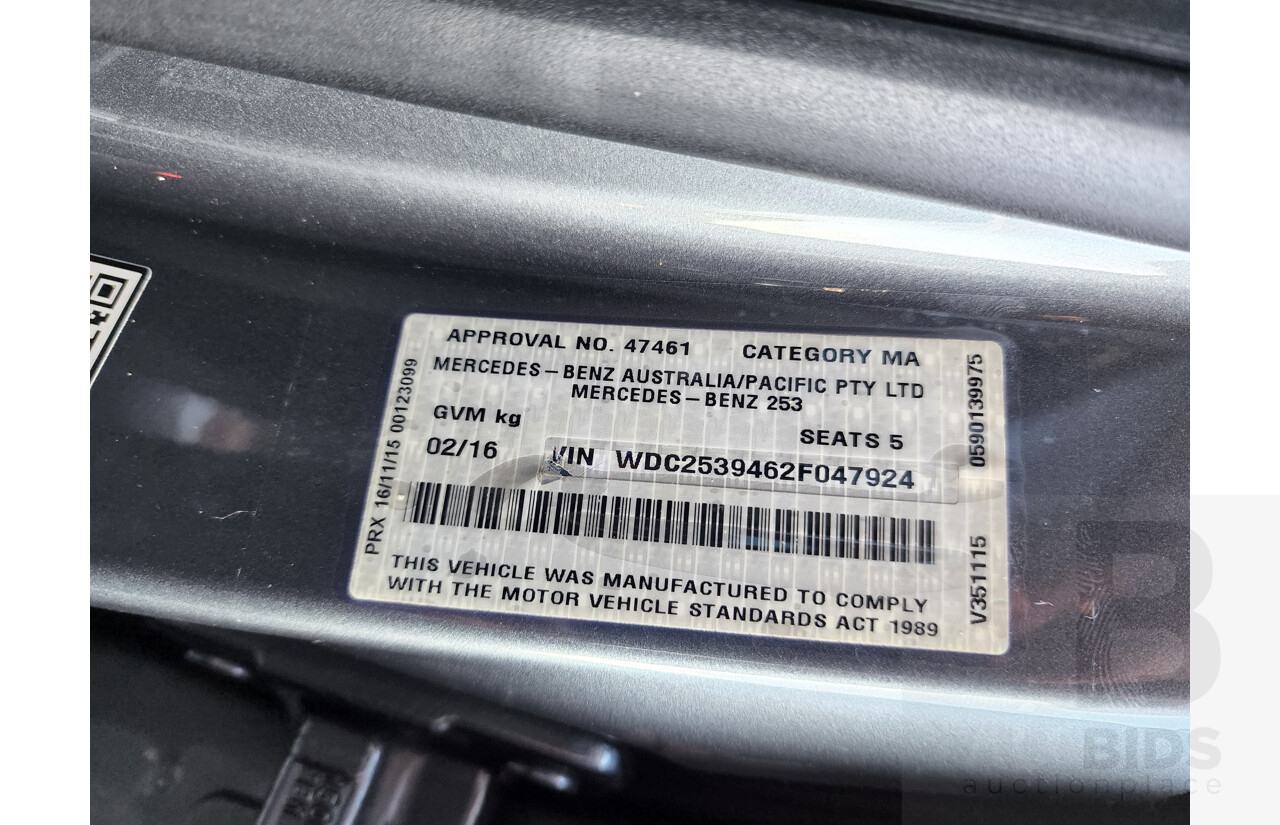 APPROVAL NO. 47461 CATEGORY MA
MERCEDES-BENZ AUSTRALIA/PACIFIC PTY LTD
MERCEDES-BENZ 253
GVM kg
SEATS 5
02/16
VIN WDC2539462F047924
THIS VEHICLE WAS MANUFACTURED TO COMPLY
WITH THE MOTOR VEHICLE STANDARDS ACT 1989
PRX 16/11/15 00123099
V351115 0590139975
BIDS
auctionplace